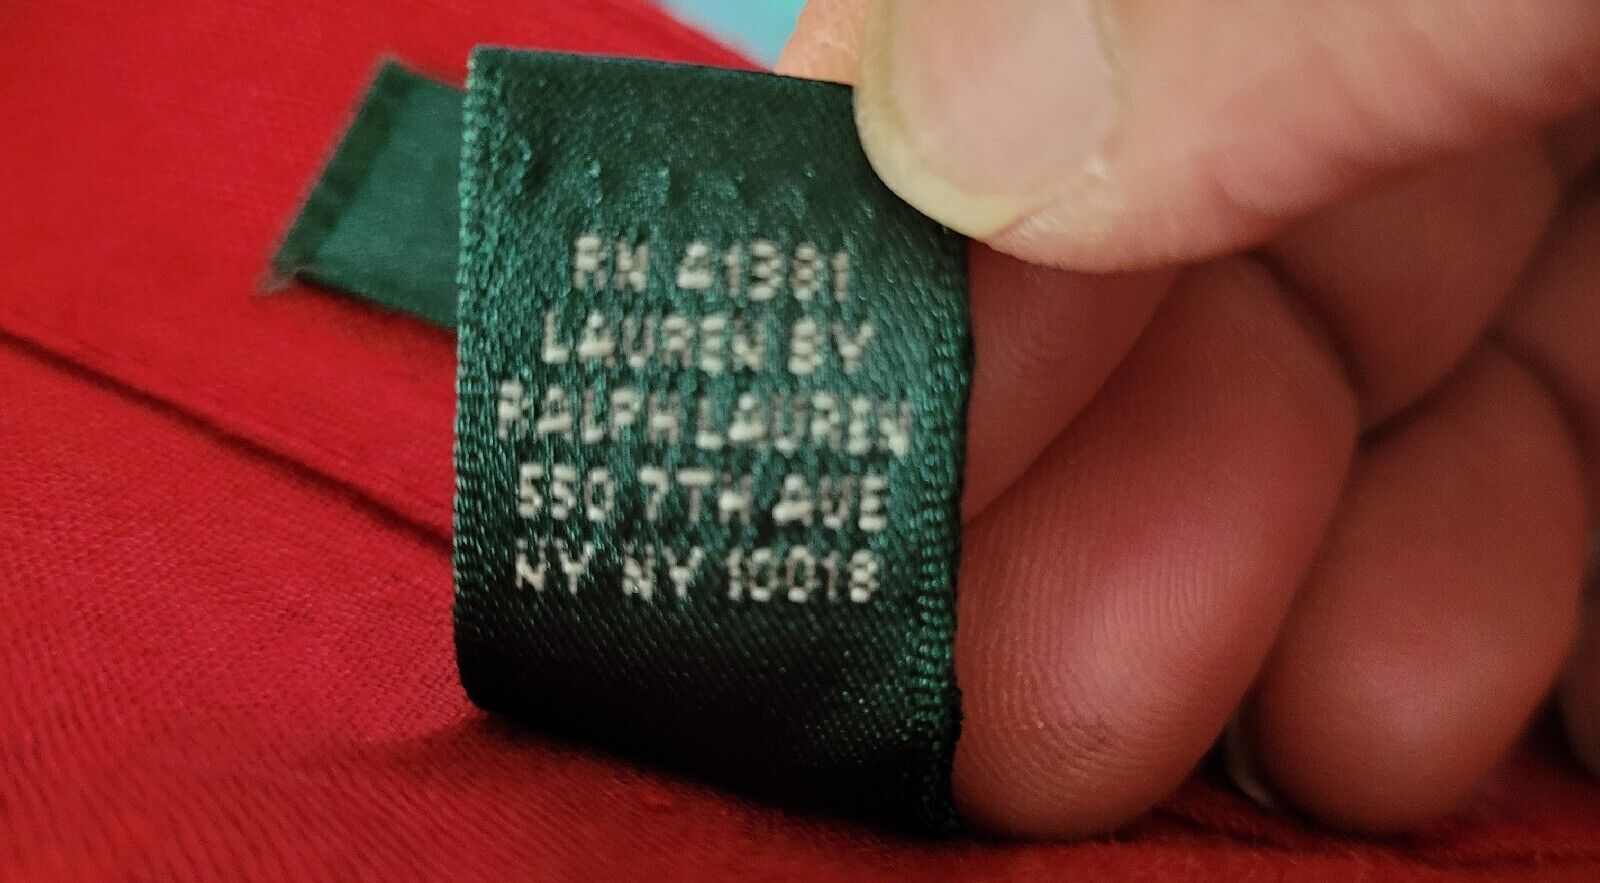 RN 41381
LAUREN BY
RALPH LAUREN
550 7TH AVE
NY NY 10018